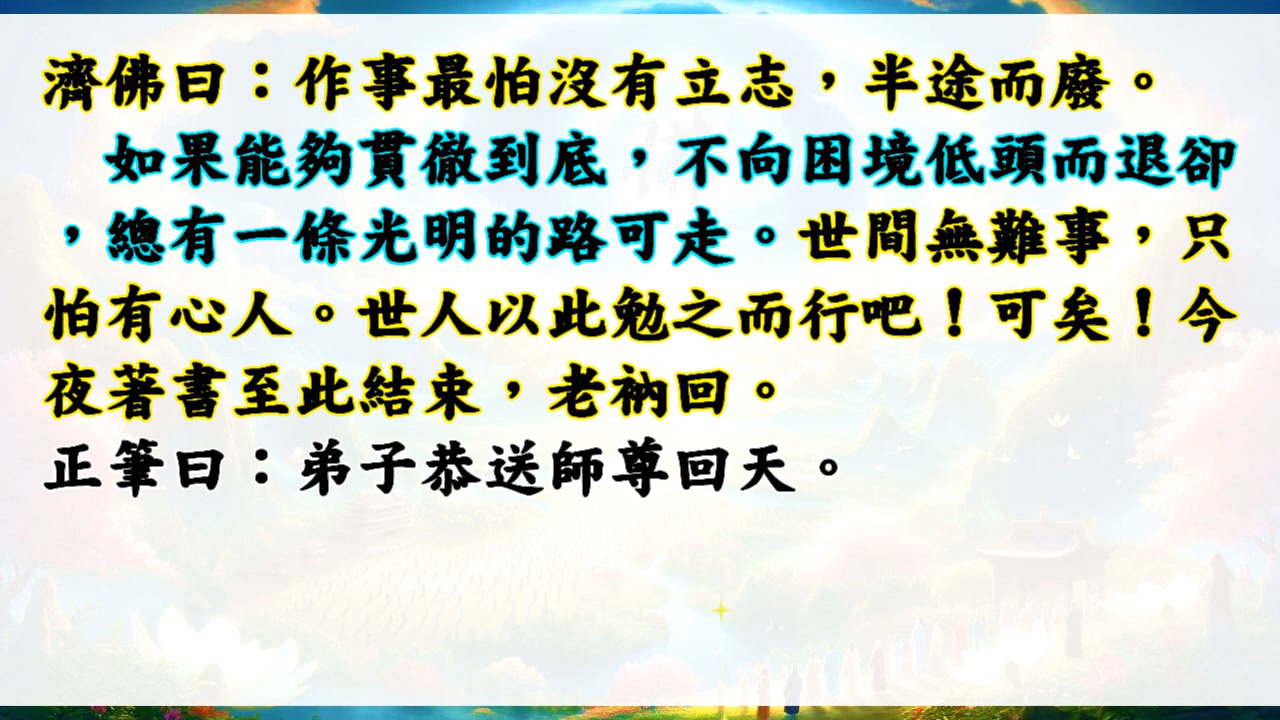 濟佛曰：作事最怕沒有立志，半途而廢。
如果能夠貫徹到底，不向困境低頭而退卻
，總有一條光明的路可走。世間無難事，只
怕有心人。世人以此勉之而行吧！可矣！今
夜著書至此結束，老衲回。
正筆曰：弟子恭送師尊回天。